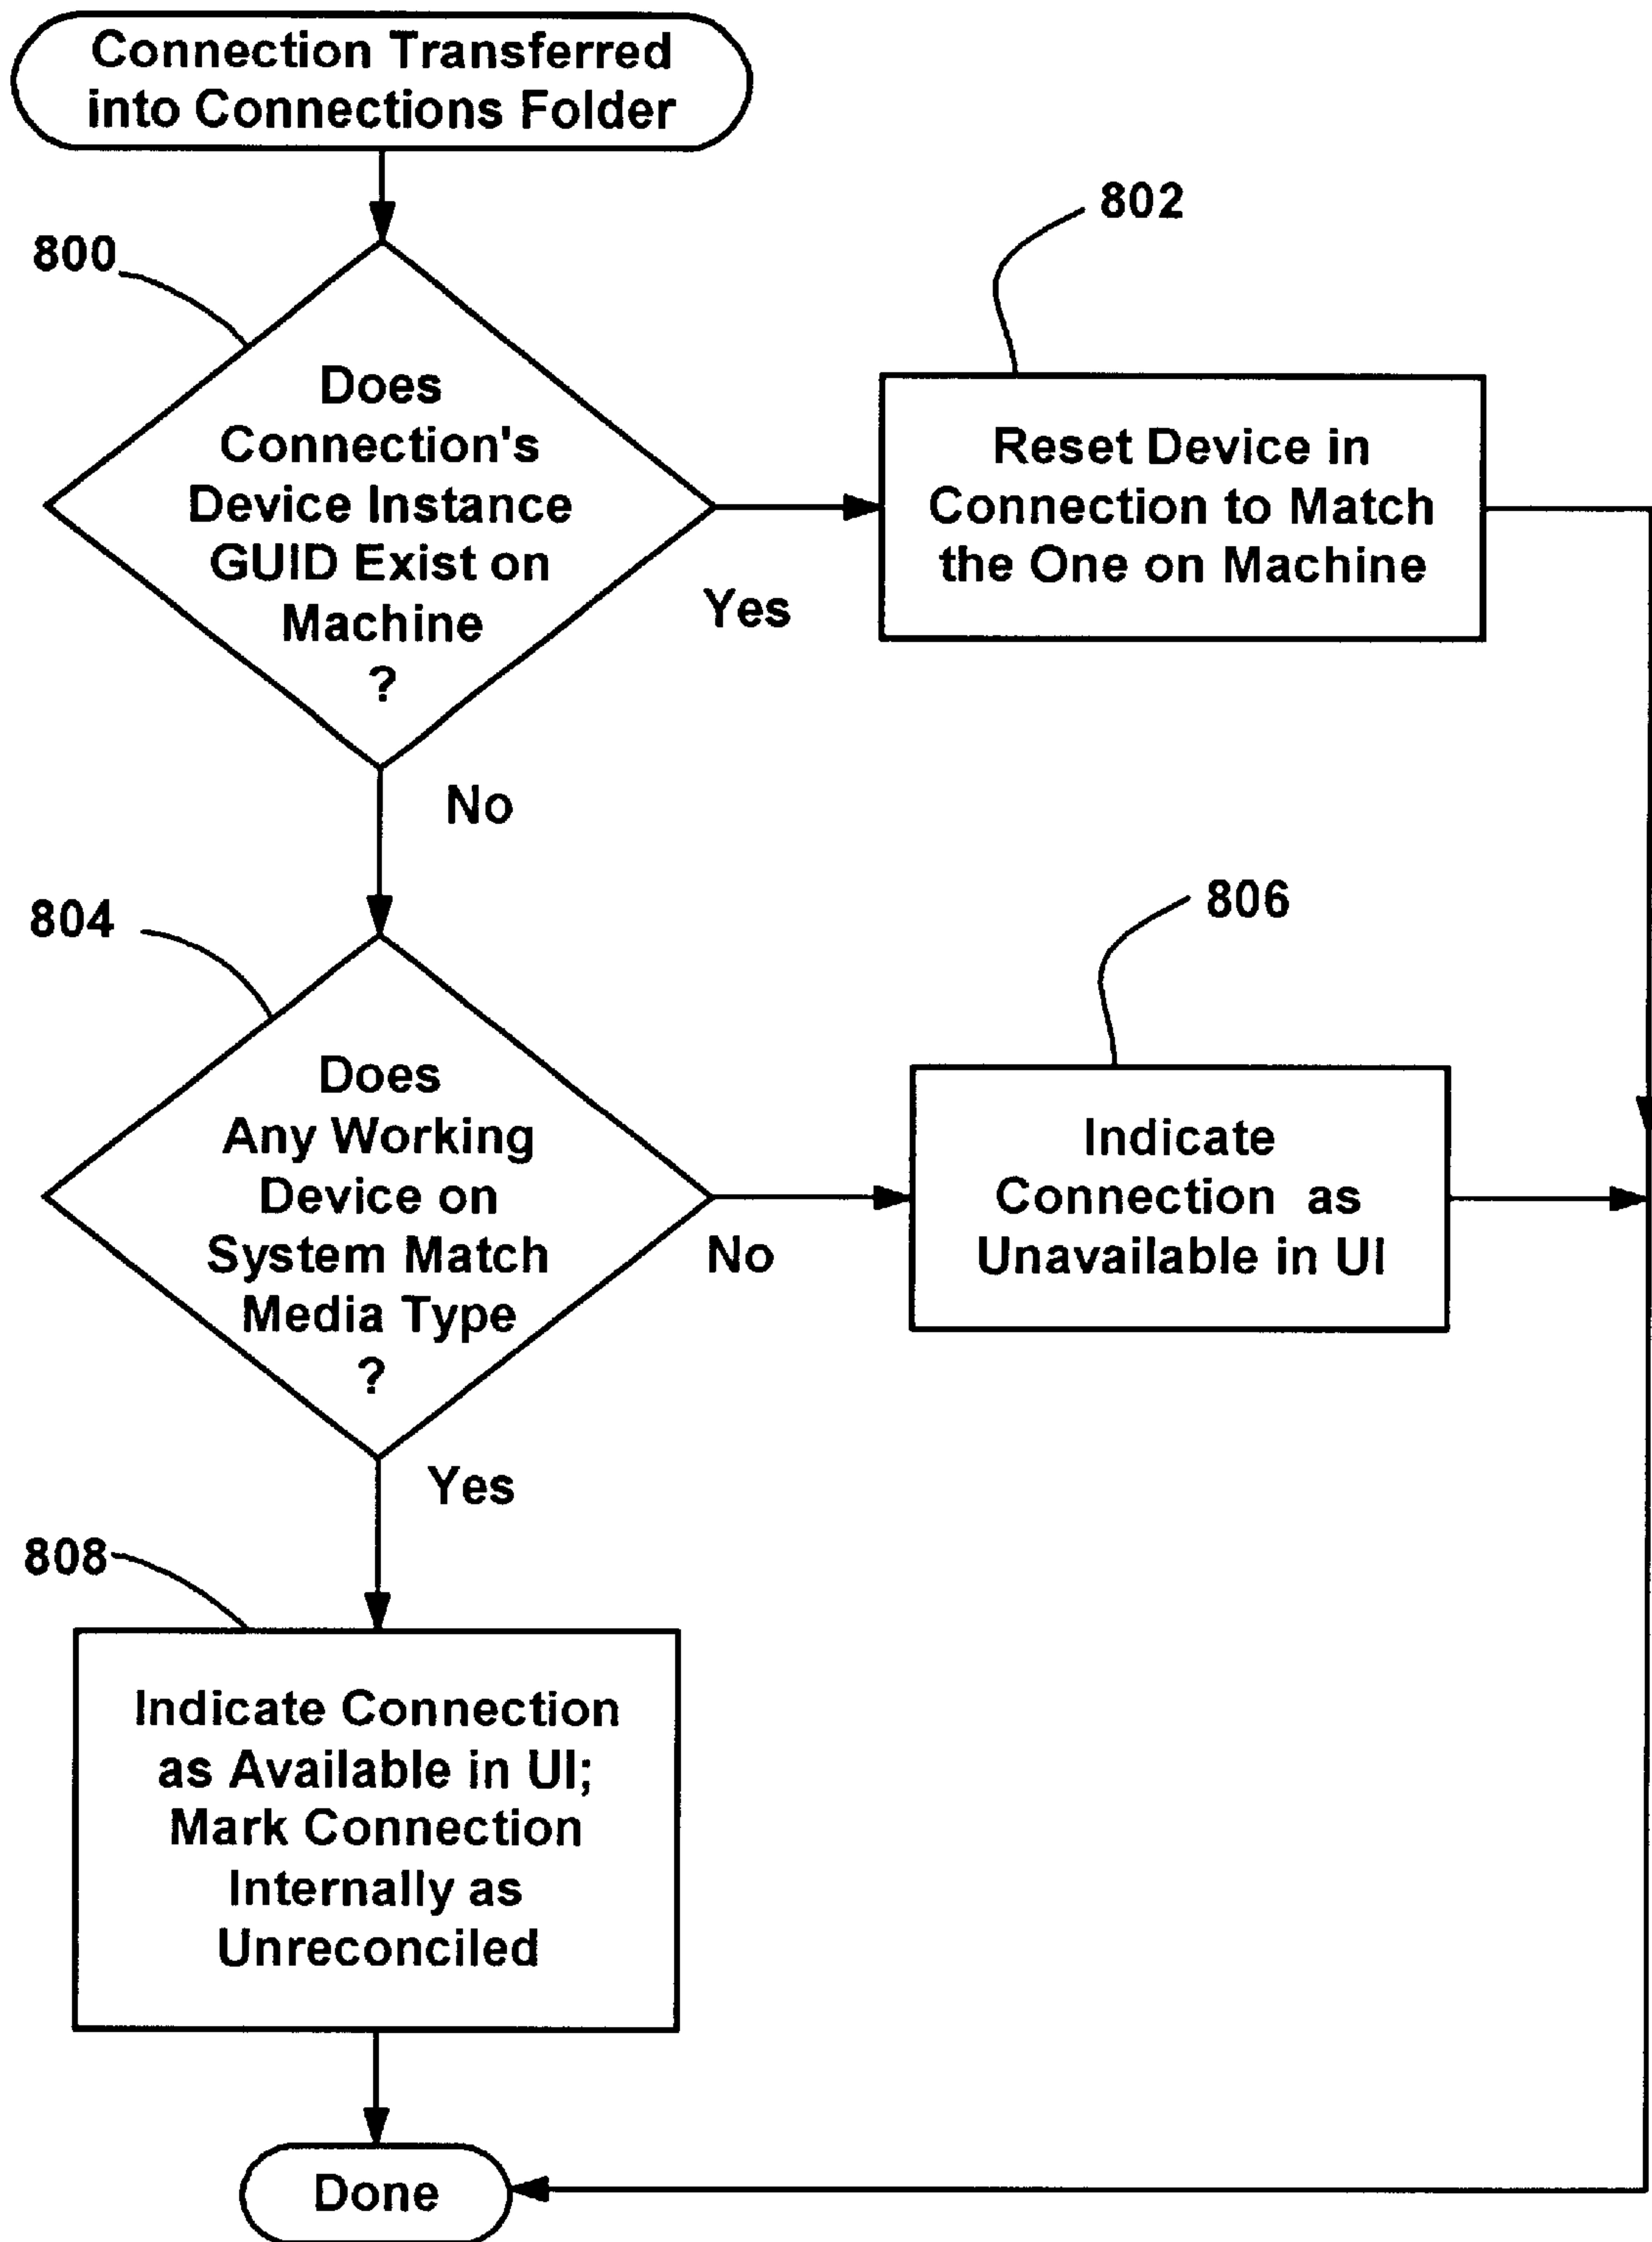 Connection Transferred
into Connections Folder
800
802
Does
Connection's
Device Instance
GUID Exist on
Machine
?
Yes
Reset Device in
Connection to Match
the One on Machine
No
804
806
Does
Any Working
Device on
System Match
Media Type
?
No
Indicate
Connection as
Unavailable in UI
Yes
808
Indicate Connection
as Available in UI;
Mark Connection
Internally as
Unreconciled
Done